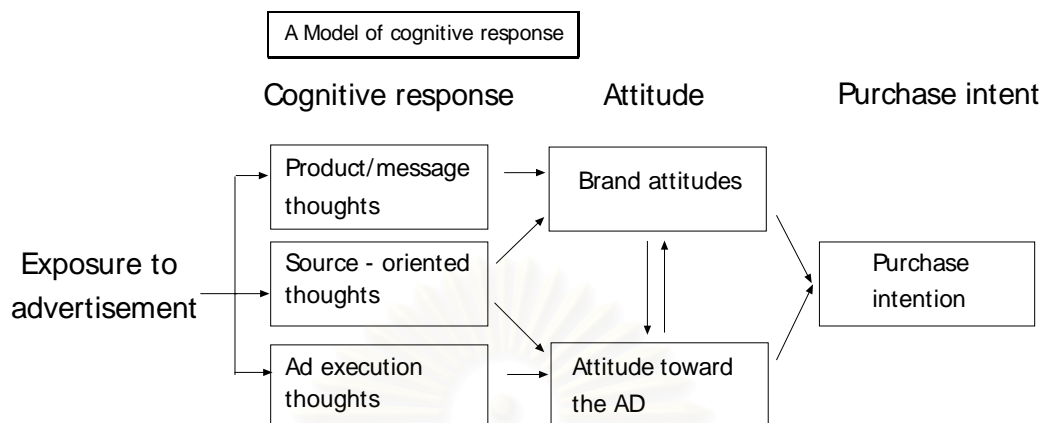 A Model of cognitive response
Cognitive response
Attitude
Purchase intent
Product/message
thoughts
Brand attitudes
Exposure to
advertisement
Source - oriented
thoughts
Purchase
intention
Ad execution
thoughts
Attitude toward
the AD